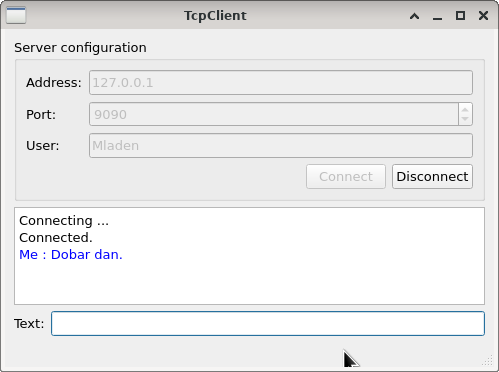 TcpClient
Server configuration
Address: 127.0.0.1
Port: 9090
User: Mladen
Connect Disconnect
Connecting ...
Connected.
Me : Dobar dan.
Text: